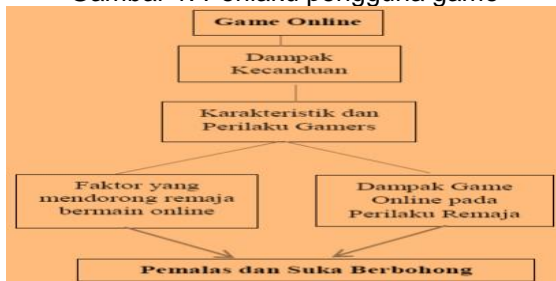 Game Online
Dampak
Kecanduan
Karakteristik dan
Perilaku Gamers
Faktor yang
mendorong remaja
bermain online
Dampak Game
Online pada
Perilaku Remaja
Pemalas dan Suka Berbohong